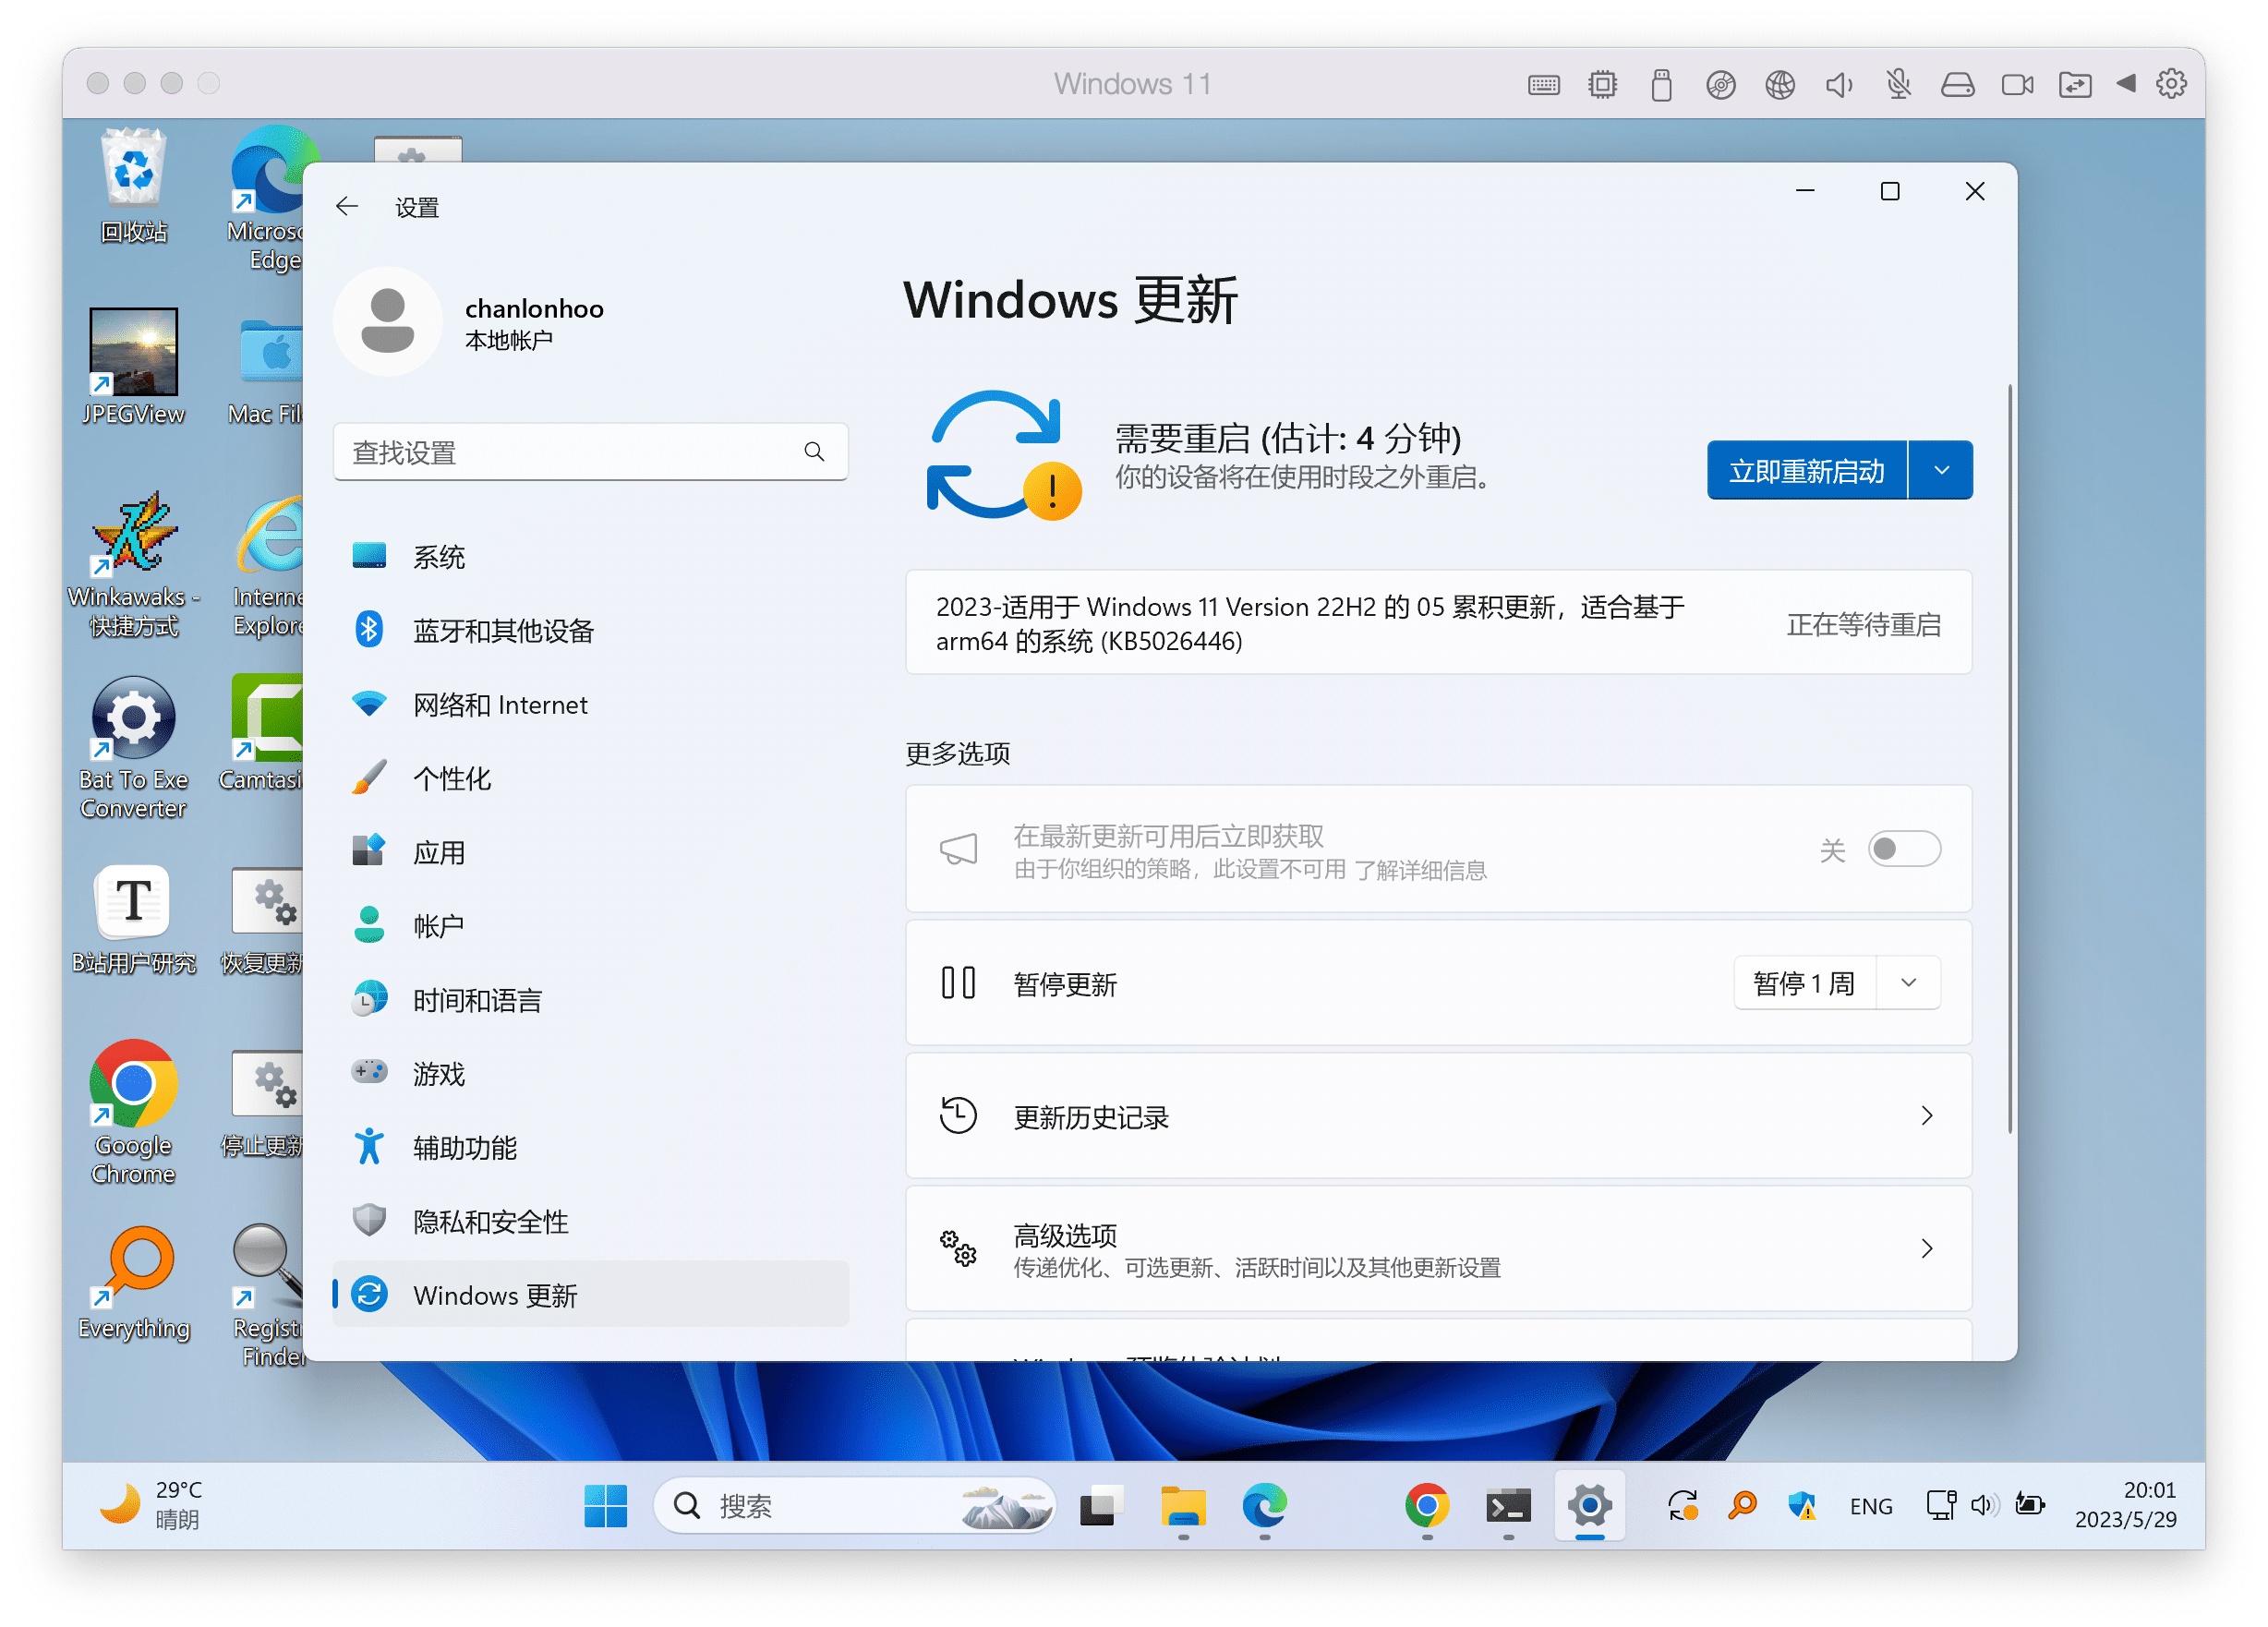 Windows 11
回收站
Microso
Edge
JPEGView
Mac Fil
Winkawaks -
快捷方式
Interne
Explore
Bat To Exe
Converter
Camtasi
B站用户研究
恢复更新
Google
Chrome
停止更新
Everything
Registr
Finder
设置
chanlonhoo
本地帐户
查找设置
系统
蓝牙和其他设备
网络和 Internet
个性化
应用
帐户
时间和语言
游戏
辅助功能
隐私和安全性
Windows 更新
Windows 更新
需要重启 (估计: 4 分钟)
你的设备将在使用时段之外重启。
立即重新启动
2023-适用于 Windows 11 Version 22H2 的 05 累积更新，适合基于
arm64 的系统 (KB5026446)
正在等待重启
更多选项
在最新更新可用后立即获取
由于你组织的策略，此设置不可用 了解详细信息
关
暂停更新
暂停 1 周
更新历史记录
高级选项
传递优化、可选更新、活跃时间以及其他更新设置
29°C
晴朗
搜索
ENG
20:01
2023/5/29